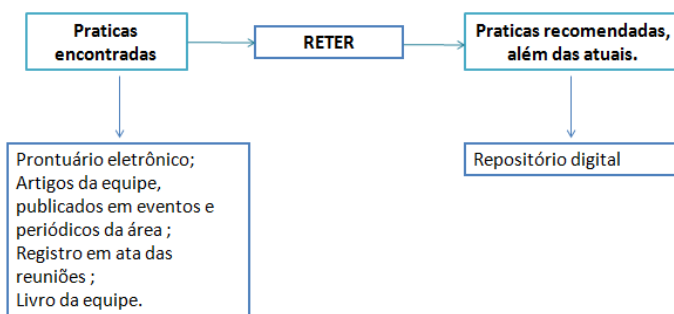 Praticas
encontradas
RETER
Praticas recomendadas,
além das atuais.
Prontuário eletrônico;
Artigos da equipe,
publicados em eventos e
periódicos da área ;
Registro em ata das
reuniões ;
Livro da equipe.
Repositório digital